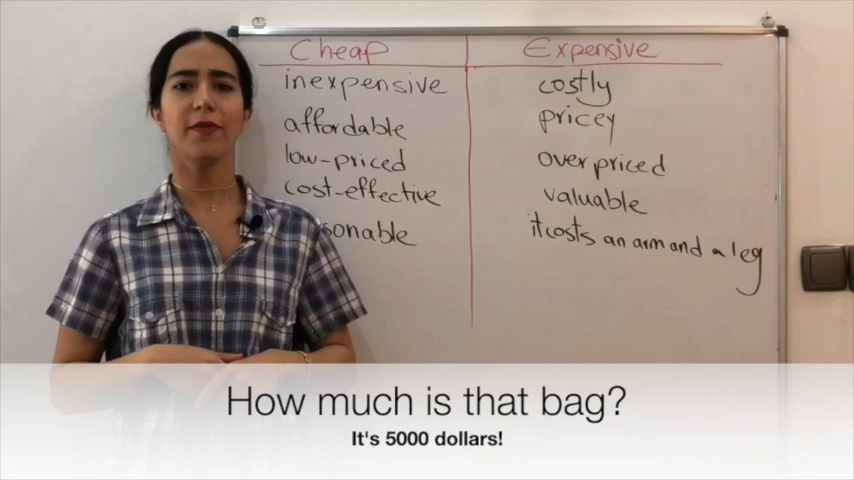 Cheap
Expensive
inexpensive
affordable
low-priced
cost-effective
sonable
costly
pricey
overpriced
valuable
it costs an arm and a leg
How much is that bag?
It's 5000 dollars!